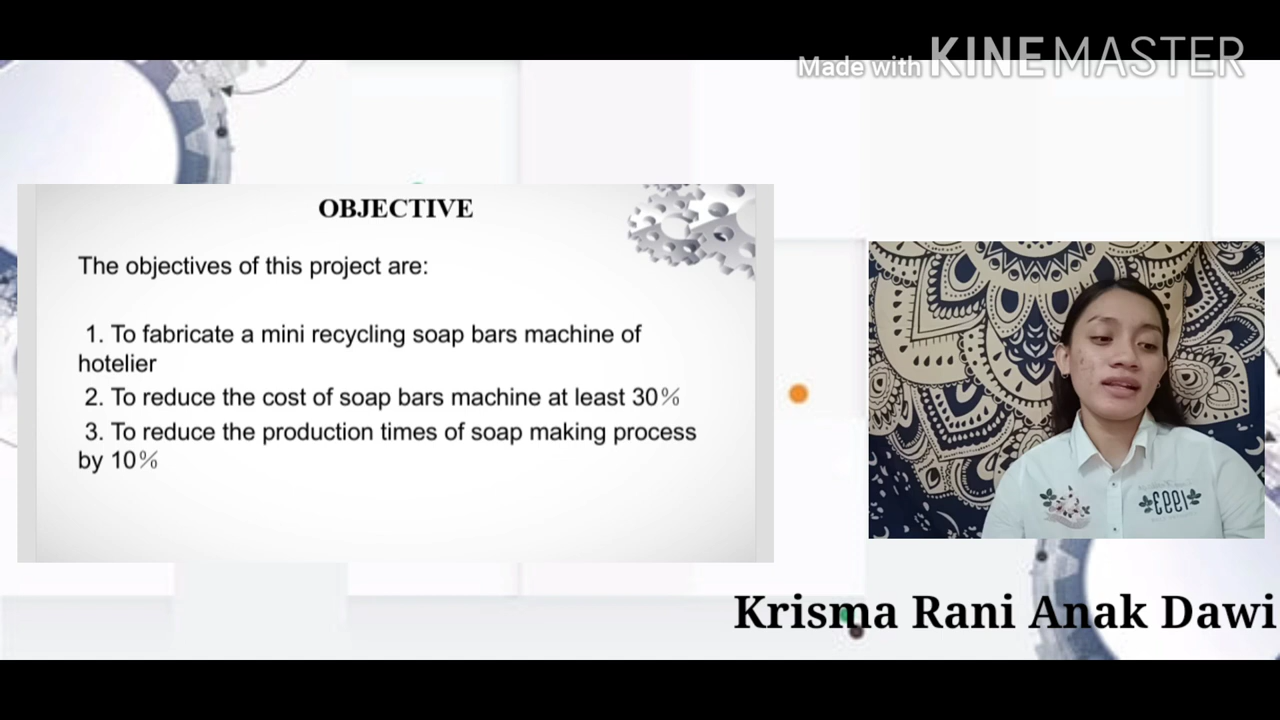 Made with KINEMASTER
OBJECTIVE
The objectives of this project are:
1. To fabricate a mini recycling soap bars machine of
hotelier
2. To reduce the cost of soap bars machine at least 30%
3. To reduce the production times of soap making process
by 10%
Krisma Rani Anak Dawi